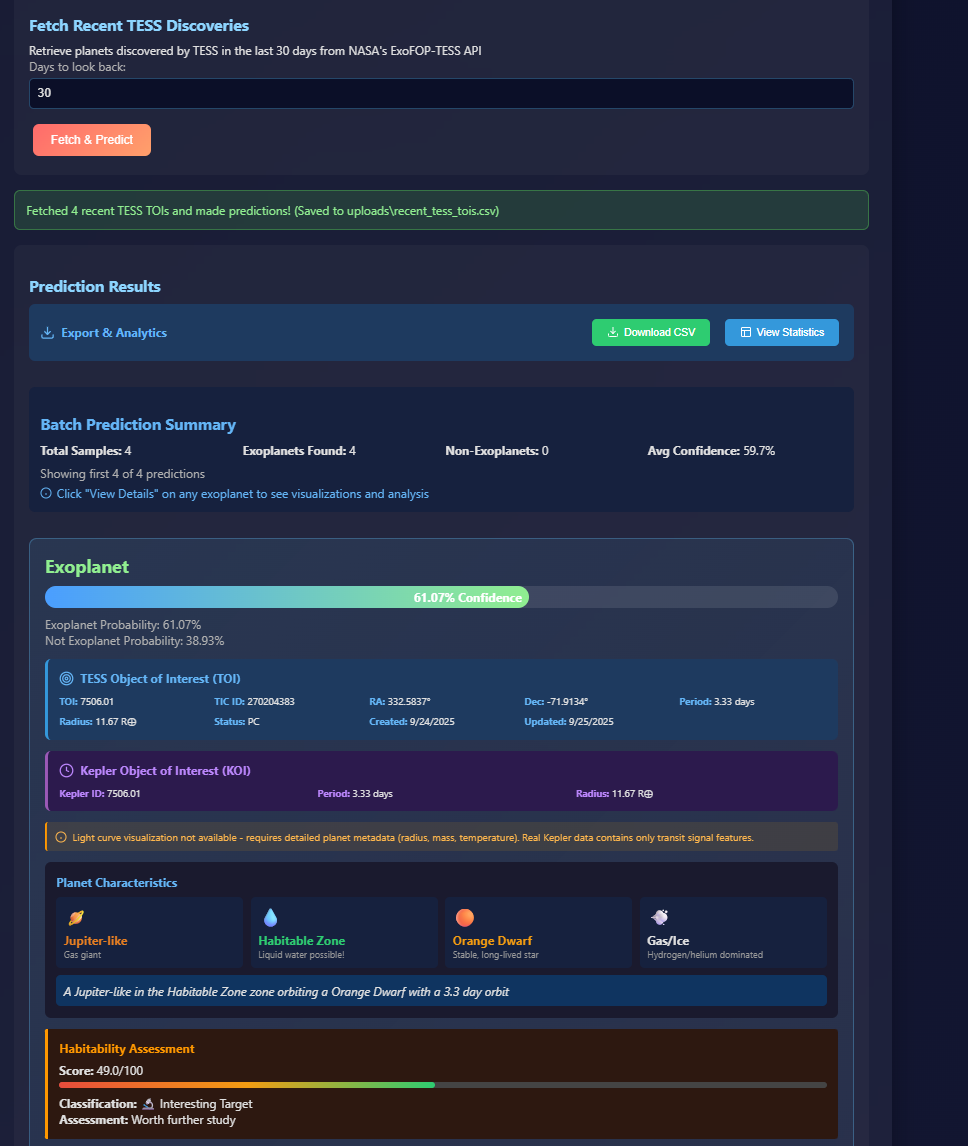 Fetch Recent TESS Discoveries
Retrieve planets discovered by TESS in the last 30 days from NASA's ExoFOP-TESS API
Days to look back:
30
Fetch & Predict
Fetched 4 recent TESS TOIs and made predictions! (Saved to uploads\recent_tess_tois.csv)
Prediction Results
Export & Analytics
Download CSV
View Statistics
Batch Prediction Summary
Total Samples: 4 Exoplanets Found: 4 Non-Exoplanets: 0 Avg Confidence: 59.7%
Showing first 4 of 4 predictions
Click "View Details" on any exoplanet to see visualizations and analysis
Exoplanet
61.07% Confidence
Exoplanet Probability: 61.07%
Not Exoplanet Probability: 38.93%
TESS Object of Interest (TOI)
TOI: 7506.01 TIC ID: 270204383 RA: 332.5837° Dec: -71.9134° Period: 3.33 days
Radius: 11.67 R⊕ Status: PC Created: 9/24/2025 Updated: 9/25/2025
Kepler Object of Interest (KOI)
Kepler ID: 7506.01 Period: 3.33 days Radius: 11.67 R⊕
Light curve visualization not available - requires detailed planet metadata (radius, mass, temperature). Real Kepler data contains only transit signal features.
Planet Characteristics
Jupiter-like
Gas giant
Habitable Zone
Liquid water possible!
Orange Dwarf
Stable, long-lived star
Gas/Ice
Hydrogen/helium dominated
A Jupiter-like in the Habitable Zone zone orbiting a Orange Dwarf with a 3.3 day orbit
Habitability Assessment
Score: 49.0/100
Classification: 🔬 Interesting Target
Assessment: Worth further study